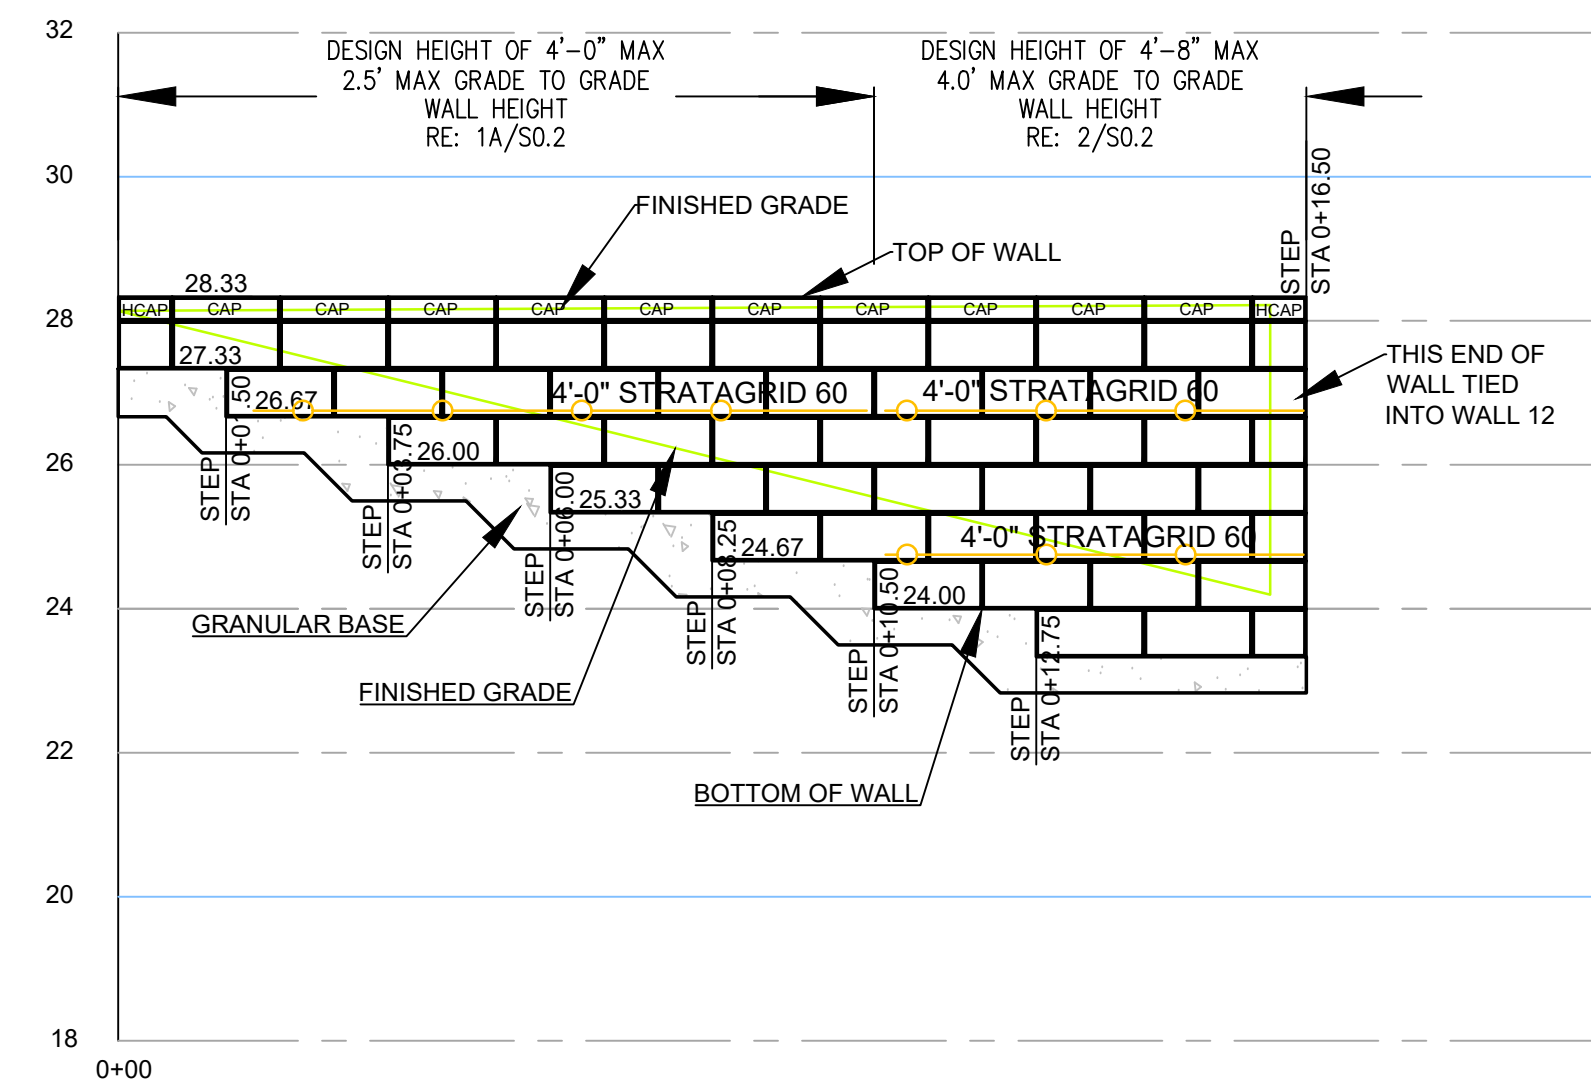 32
DESIGN HEIGHT OF 4'-0" MAX
2.5' MAX GRADE TO GRADE
WALL HEIGHT
RE: 1A/S0.2
DESIGN HEIGHT OF 4'-8" MAX
4.0' MAX GRADE TO GRADE
WALL HEIGHT
RE: 2/S0.2
30
FINISHED GRADE
TOP OF WALL
STEP
STA 0+16.50
28.33
28
HCAP CAP CAP CAP CAP CAP CAP CAP CAP CAP CAP HCAP
27.33
THIS END OF
WALL TIED
INTO WALL 12
4'-0" STRATAGRID 60
4'-0" STRATAGRID 60
26.67
STEP
STA 0+01.50
26
26.00
STEP
STA 0+03.75
25.33
STEP
STA 0+06.00
4'-0" STRATAGRID 60
24.67
STEP
STA 0+08.25
24
24.00
STEP
STA 0+10.50
STEP
STA 0+12.75
GRANULAR BASE
FINISHED GRADE
BOTTOM OF WALL
22
20
18
0+00